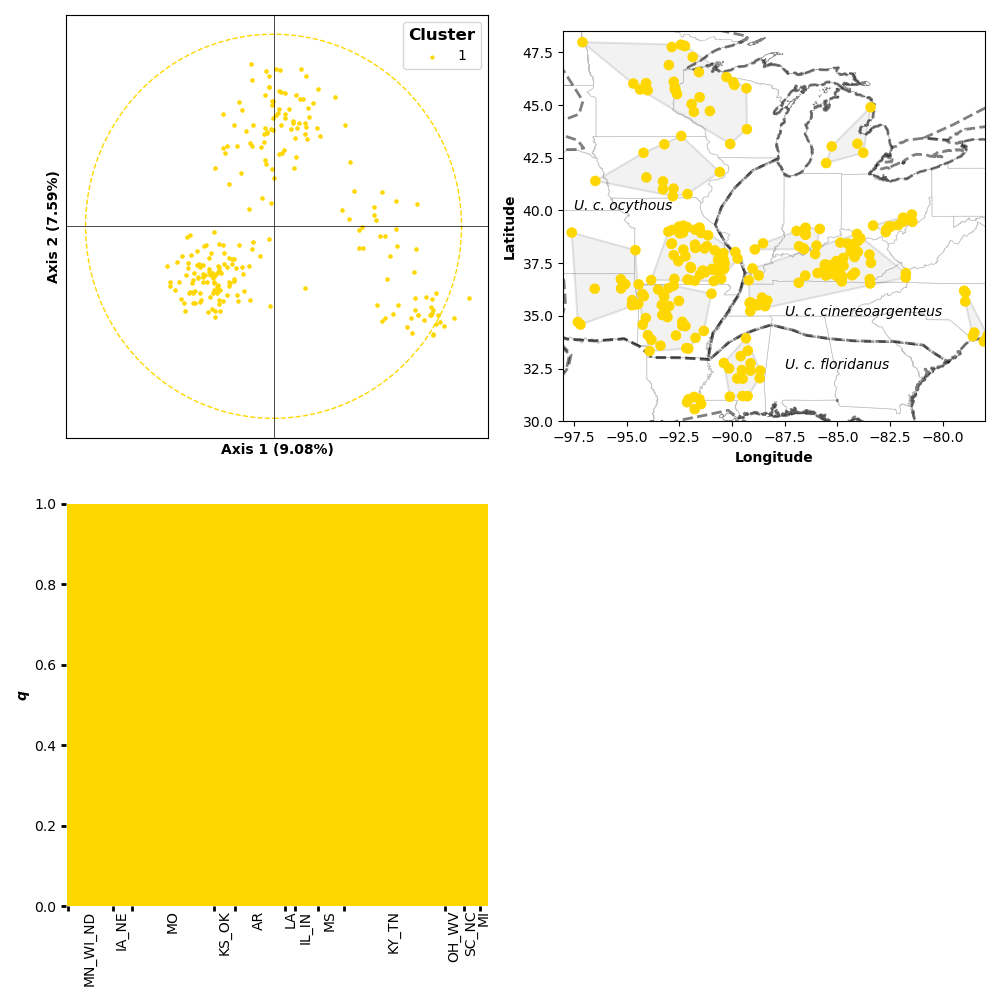 Cluster
1
Axis 2 (7.59%)
Axis 1 (9.08%)
47.5
45.0
42.5
40.0
37.5
35.0
32.5
30.0
Latitude
U. c. ocythous
U. c. cinereoargenteus
U. c. floridanus
−97.5 −95.0 −92.5 −90.0 −87.5 −85.0 −82.5 −80.0
Longitude
1.0
0.8
0.6
0.4
0.2
0.0
q
MN_WI_ND
IA_NE
MO
KS_OK
AR
LA
IL_IN
MS
KY_TN
OH_WV
SC_NC
MI